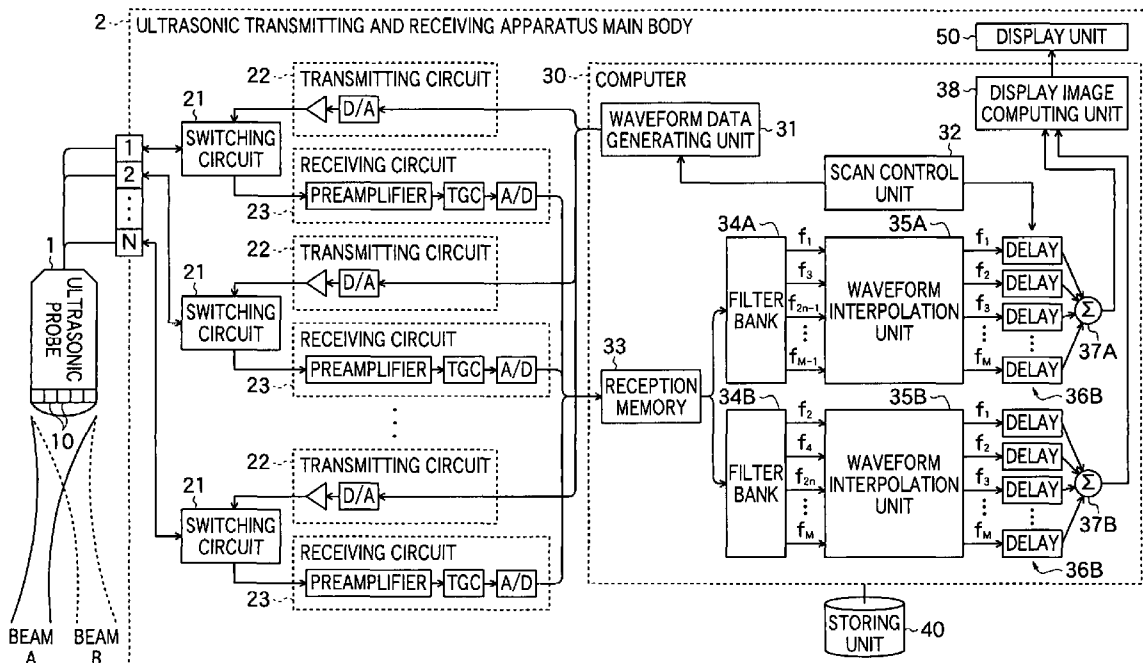 2
ULTRASONIC TRANSMITTING AND RECEIVING APPARATUS MAIN BODY
50
DISPLAY UNIT
22
TRANSMITTING CIRCUIT
D/A
21
SWITCHING
CIRCUIT
RECEIVING CIRCUIT
PREAMPLIFIER
TGC
A/D
23
30
COMPUTER
WAVEFORM DATA
GENERATING UNIT
31
38
DISPLAY IMAGE
COMPUTING UNIT
32
SCAN CONTROL
UNIT
1
2
⋮
N
1
ULTRASONIC
PROBE
10
BEAM
A
BEAM
B
22
TRANSMITTING CIRCUIT
D/A
21
SWITCHING
CIRCUIT
RECEIVING CIRCUIT
PREAMPLIFIER
TGC
A/D
23
⋮
22
TRANSMITTING CIRCUIT
D/A
21
SWITCHING
CIRCUIT
RECEIVING CIRCUIT
PREAMPLIFIER
TGC
A/D
23
33
RECEPTION
MEMORY
34A
FILTER
BANK
f1
f3
f2n-1
⋮
fM-1
35A
WAVEFORM
INTERPOLATION
UNIT
f1
DELAY
f2
DELAY
f3
DELAY
⋮
fM
DELAY
Σ
37A
36B
34B
FILTER
BANK
f2
f4
f2n
⋮
fM
35B
WAVEFORM
INTERPOLATION
UNIT
f1
DELAY
f2
DELAY
f3
DELAY
⋮
fM
DELAY
Σ
37B
36B
STORING
UNIT
40